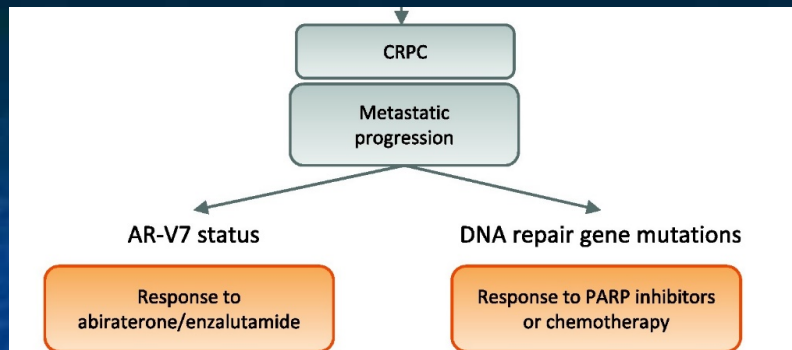 CRPC
Metastatic
progression
AR-V7 status
DNA repair gene mutations
Response to
abiraterone/enzalutamide
Response to PARP inhibitors
or chemotherapy